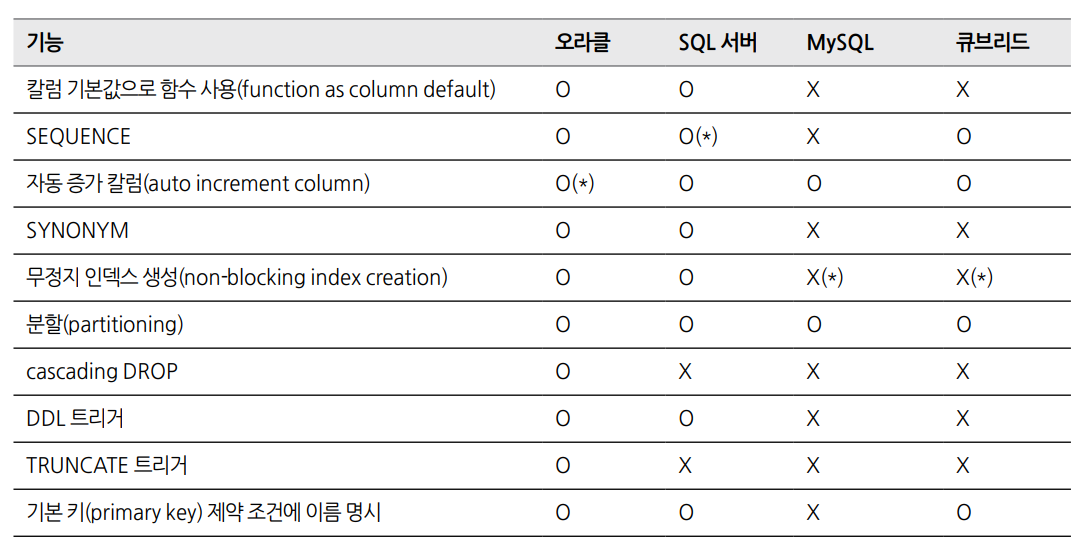 기능 오라클 SQL 서버 MySQL 큐브리드
칼럼 기본값으로 함수 사용(function as column default) O O X X
SEQUENCE O O(*) X O
자동 증가 칼럼(auto increment column) O(*) O O O
SYNONYM O O X X
무정지 인덱스 생성(non-blocking index creation) O O X(*) X(*)
분할(partitioning) O O O O
cascading DROP O X X X
DDL 트리거 O O X X
TRUNCATE 트리거 O X X X
기본 키(primary key) 제약 조건에 이름 명시 O O X O